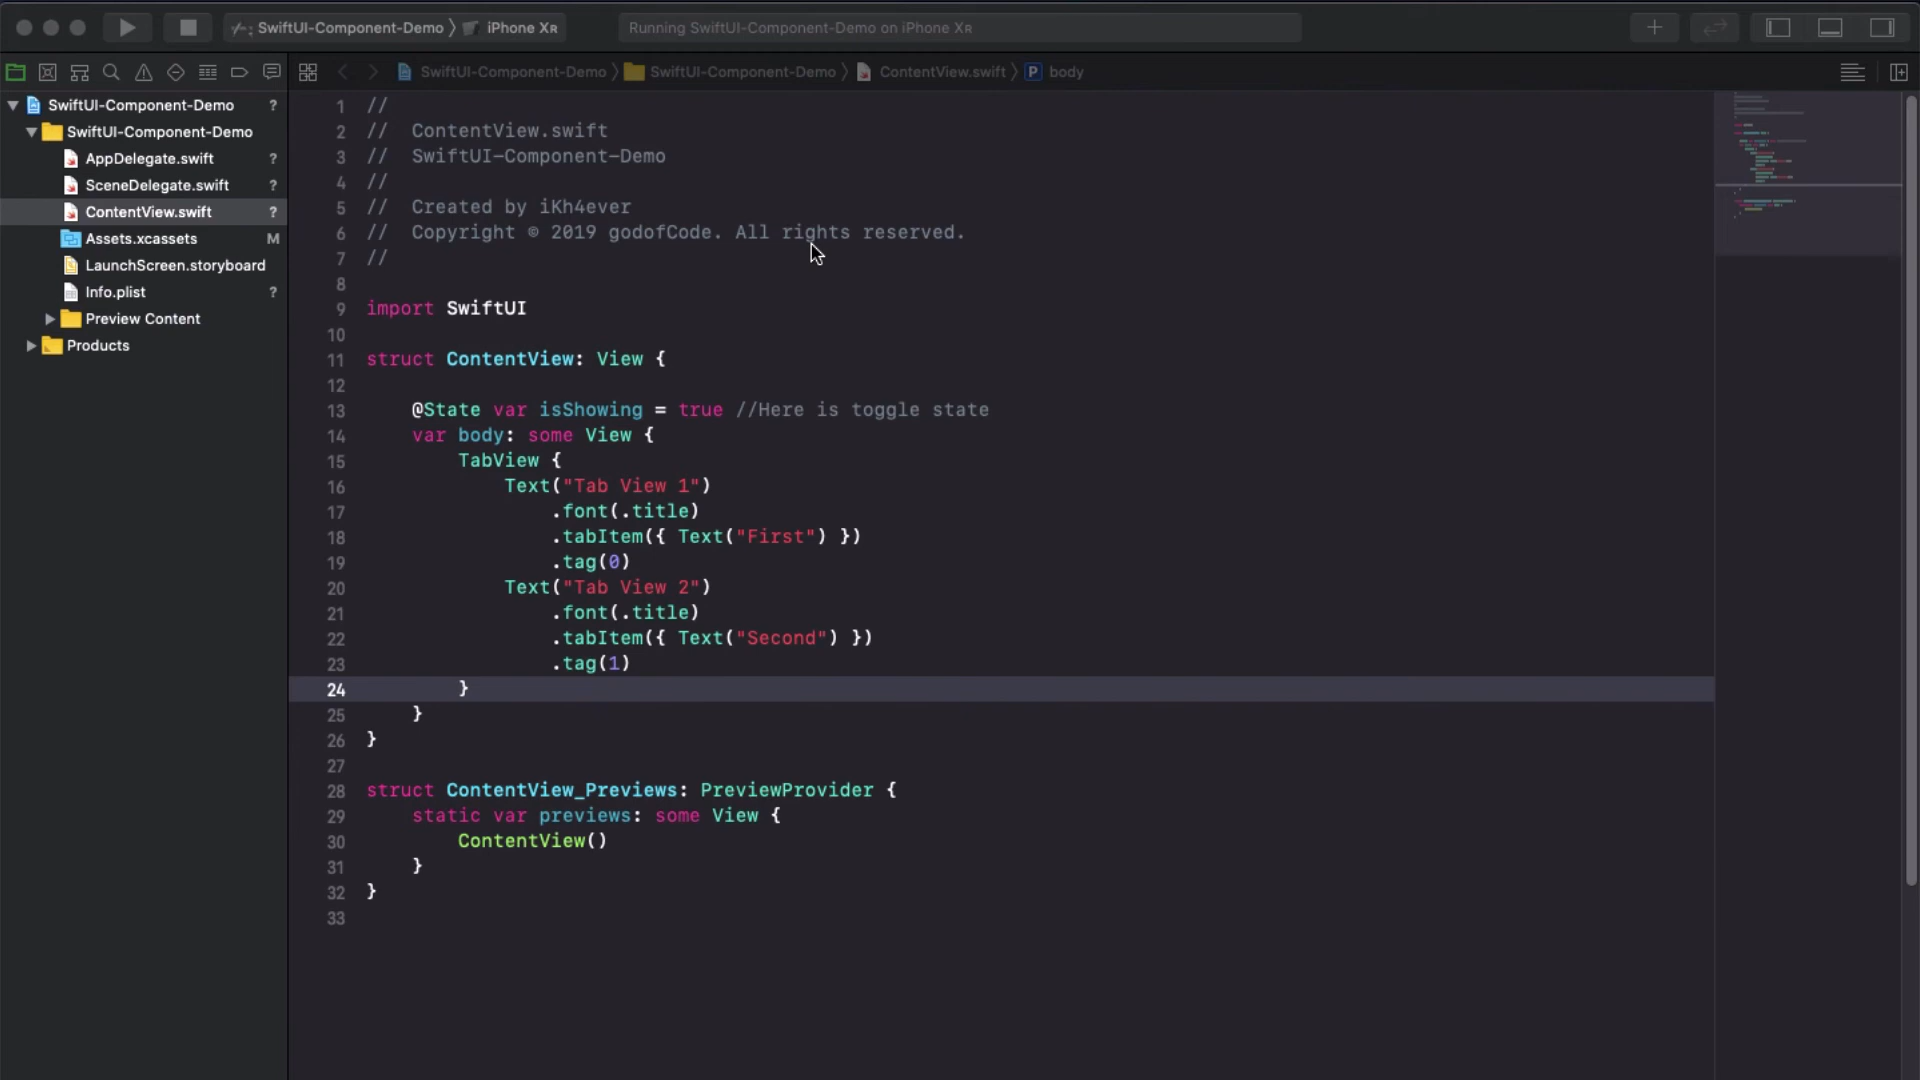 SwiftUI-Component-Demo 〉 iPhone Xʀ
Running SwiftUI-Component-Demo on iPhone Xʀ
SwiftUI-Component-Demo 〉 SwiftUI-Component-Demo 〉 ContentView.swift 〉 P body
SwiftUI-Component-Demo ?
SwiftUI-Component-Demo
AppDelegate.swift ?
SceneDelegate.swift ?
ContentView.swift ?
Assets.xcassets M
LaunchScreen.storyboard
Info.plist ?
Preview Content
Products
1 //
2 //  ContentView.swift
3 //  SwiftUI-Component-Demo
4 //
5 //  Created by iKh4ever
6 //  Copyright © 2019 godofCode. All rights reserved.
7 //
8
9 import SwiftUI
10
11 struct ContentView: View {
12
13     @State var isShowing = true //Here is toggle state
14     var body: some View {
15         TabView {
16             Text("Tab View 1")
17                 .font(.title)
18                 .tabItem({ Text("First") })
19                 .tag(0)
20             Text("Tab View 2")
21                 .font(.title)
22                 .tabItem({ Text("Second") })
23                 .tag(1)
24         }
25     }
26 }
27
28 struct ContentView_Previews: PreviewProvider {
29     static var previews: some View {
30         ContentView()
31     }
32 }
33